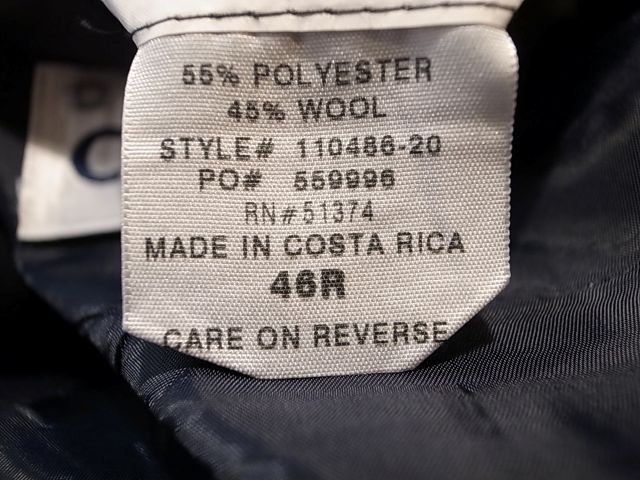 55% POLYESTER
45% WOOL
STYLE# 110486-20
PO# 559996
RN#51374
MADE IN COSTA RICA
46R
CARE ON REVERSE